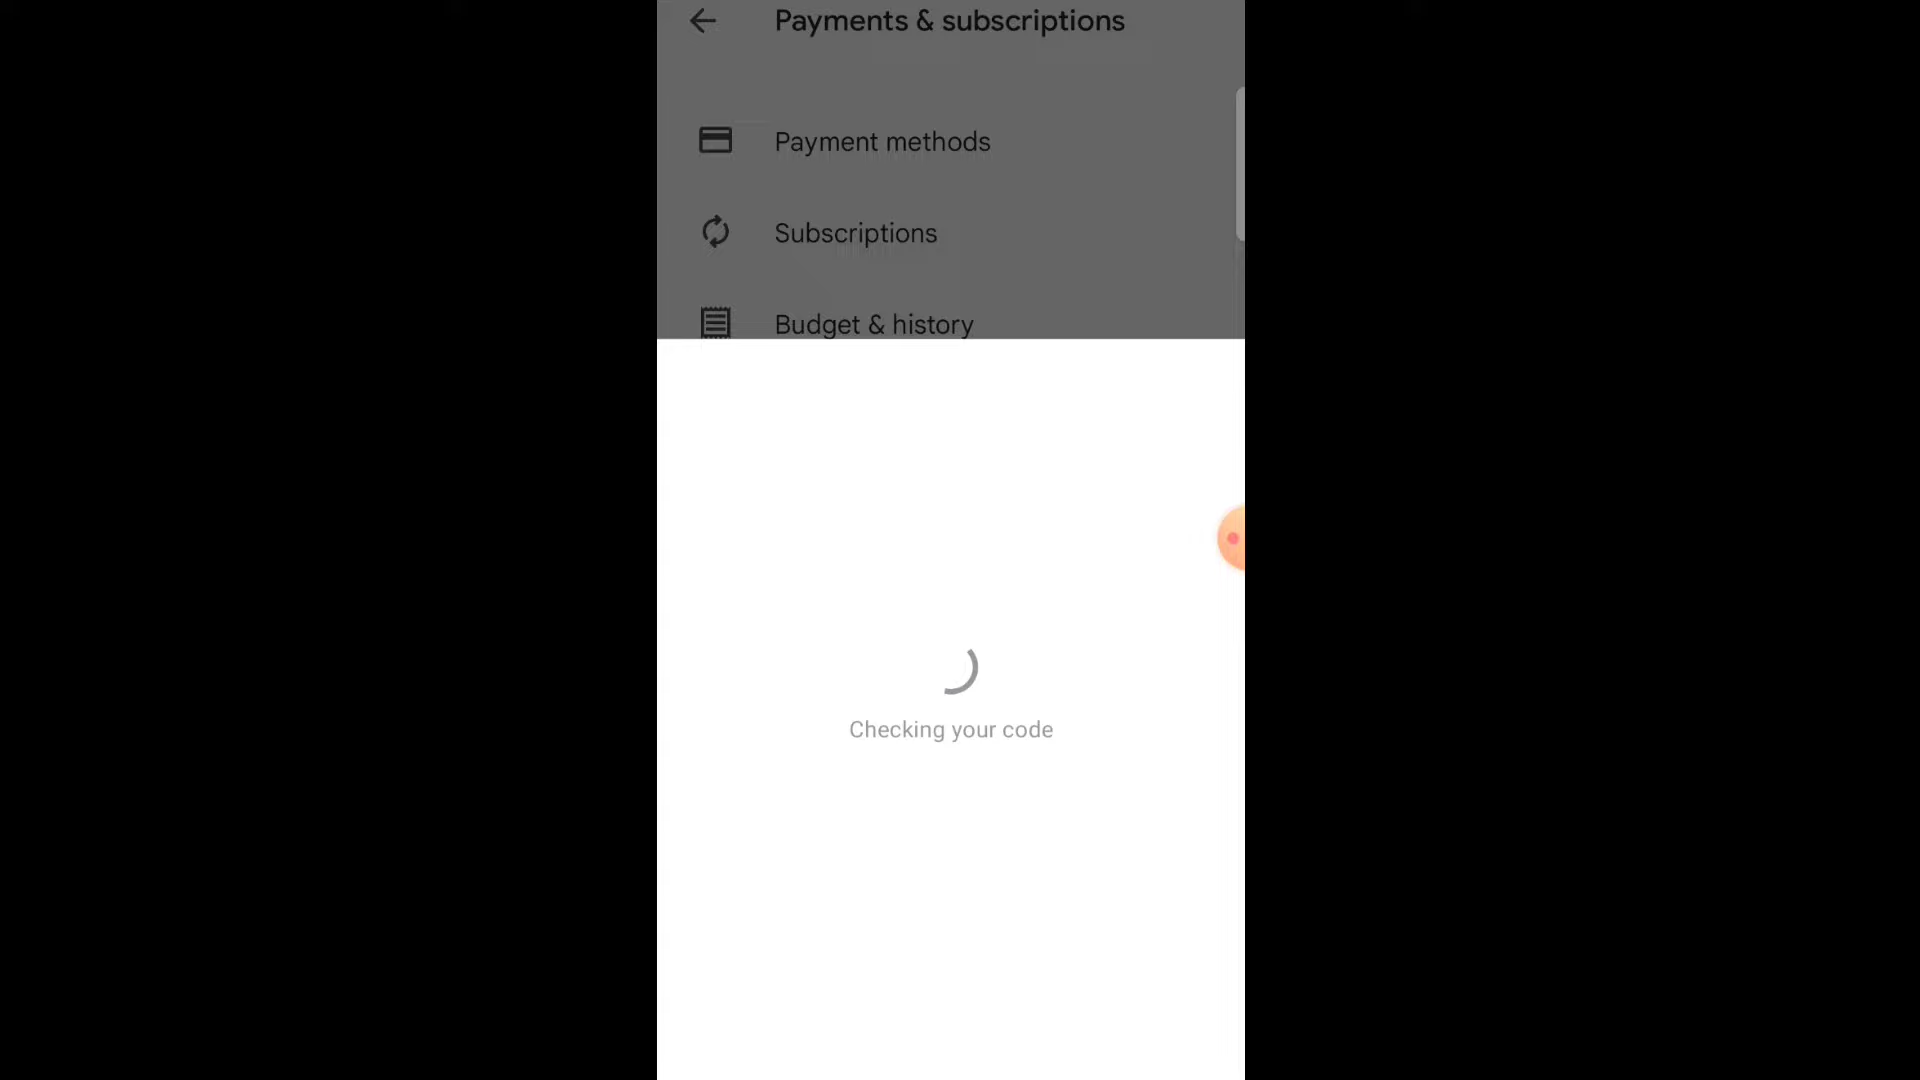 Payments & subscriptions
Payment methods
Subscriptions
Budget & history
Checking your code